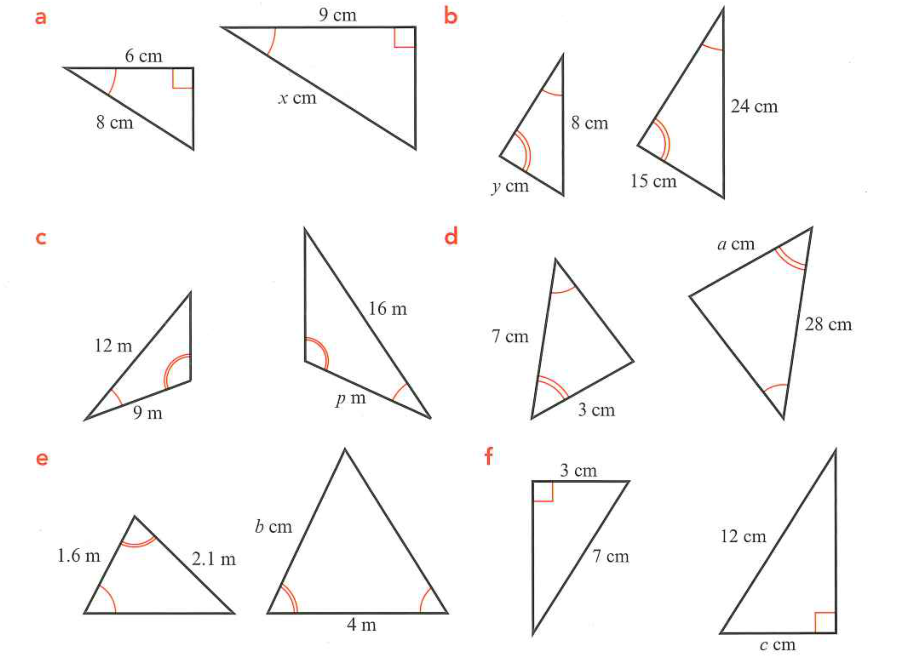 a
6 cm
8 cm
9 cm
x cm
b
8 cm
y cm
24 cm
15 cm
c
12 m
9 m
16 m
p m
d
7 cm
3 cm
a cm
28 cm
e
1.6 m
2.1 m
b cm
4 m
f
3 cm
7 cm
12 cm
c cm